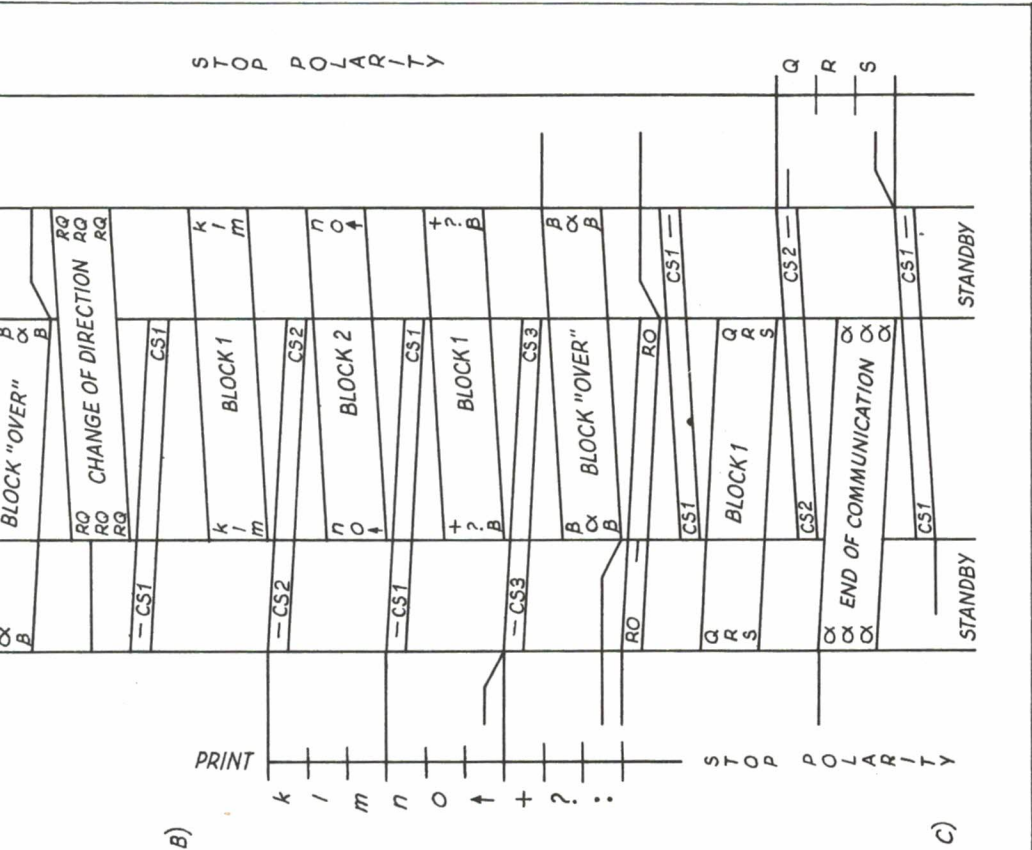 STOP POLARITY
Q
R
S
RQ
RQ
RQ
k
l
m
n
o
↑
+
?
B
B
α
B
CS1 —
CS2 —
CS1 —
STANDBY
B
α
B
BLOCK "OVER"
CHANGE OF DIRECTION
RQ
RQ
RQ
CS1
BLOCK 1
k
l
m
CS2
BLOCK 2
n
o
↑
CS1
BLOCK 1
+
?
B
CS3
BLOCK "OVER"
B
α
B
RQ
CS1
Q
R
S
BLOCK 1
CS2
α
α
α
END OF COMMUNICATION
CS1
α
B
— CS1
— CS2
— CS1
— CS3
RQ —
Q
R
S
α
α
α
STANDBY
PRINT
k
l
m
n
o
↑
+
?
:
STOP POLARITY
B)
C)